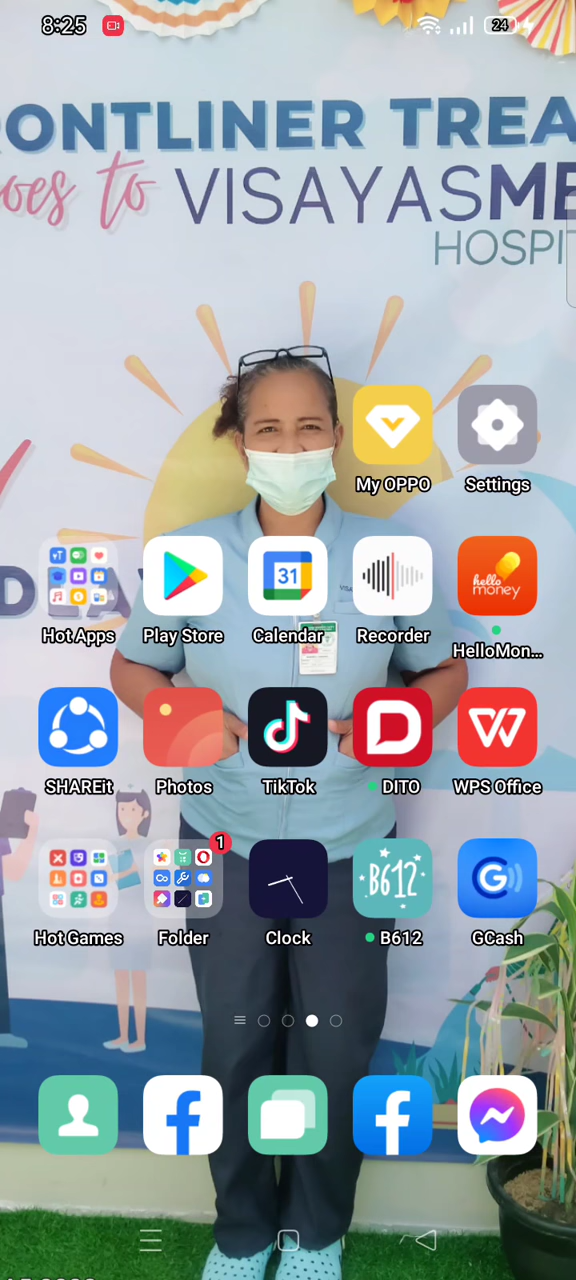 8:25
24
RONTLINER TREA
oes to VISAYASME
HOSPI
My OPPO
Settings
31
hello
money
Hot Apps
Play Store
Calendar
Recorder
HelloMon...
SHAREit
Photos
TikTok
DITO
WPS Office
1
B612
G
Hot Games
Folder
Clock
B612
GCash